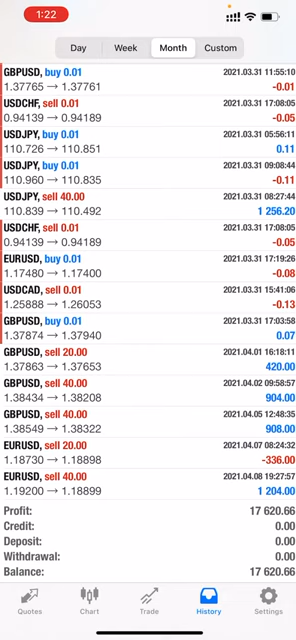 1:22
Day Week Month Custom
GBPUSD, buy 0.01 2021.03.31 11:55:10
1.37765 → 1.37761 -0.01
USDCHF, sell 0.01 2021.03.31 17:08:05
0.94139 → 0.94189 -0.05
USDJPY, buy 0.01 2021.03.31 05:56:11
110.726 → 110.851 0.11
USDJPY, buy 0.01 2021.03.31 09:08:44
110.960 → 110.835 -0.11
USDJPY, sell 40.00 2021.03.31 08:27:44
110.839 → 110.492 1 256.20
USDCHF, sell 0.01 2021.03.31 17:08:05
0.94139 → 0.94189 -0.05
EURUSD, buy 0.01 2021.03.31 17:19:26
1.17480 → 1.17400 -0.08
USDCAD, sell 0.01 2021.03.31 15:41:06
1.25888 → 1.26053 -0.13
GBPUSD, buy 0.01 2021.03.31 17:03:58
1.37874 → 1.37940 0.07
GBPUSD, sell 20.00 2021.04.01 16:18:11
1.37863 → 1.37653 420.00
GBPUSD, sell 40.00 2021.04.02 09:58:57
1.38434 → 1.38208 904.00
GBPUSD, sell 40.00 2021.04.05 12:48:35
1.38549 → 1.38322 908.00
EURUSD, sell 20.00 2021.04.07 08:24:32
1.18730 → 1.18898 -336.00
EURUSD, sell 40.00 2021.04.08 19:27:57
1.19200 → 1.18899 1 204.00
Profit: 17 620.66
Credit: 0.00
Deposit: 0.00
Withdrawal: 0.00
Balance: 17 620.66
Quotes Chart Trade History Settings